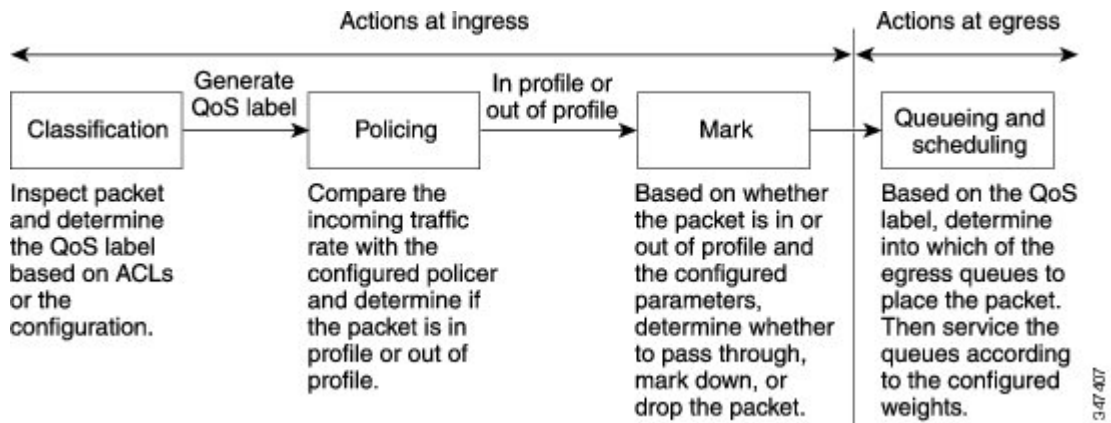 Actions at ingress
Actions at egress
Generate
QoS label
In profile or
out of profile
Classification
Policing
Mark
Queueing and
scheduling
Inspect packet
and determine
the QoS label
based on ACLs
or the
configuration.
Compare the
incoming traffic
rate with the
configured policer
and determine if
the packet is in
profile or out of
profile.
Based on whether
the packet is in or
out of profile and
the configured
parameters,
determine whether
to pass through,
mark down, or
drop the packet.
Based on the QoS
label, determine
into which of the
egress queues to
place the packet.
Then service the
queues according
to the configured
weights.
347407